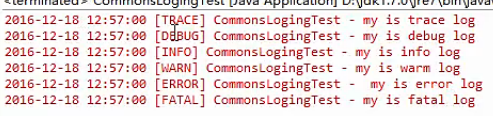 <terminated> CommonsLogingTest [Java Application] D:\jdk1.7.0\jre7\bin\javav
2016-12-18 12:57:00 [TRACE] CommonsLogingTest - my is trace log
2016-12-18 12:57:00 [DEBUG] CommonsLogingTest - my is debug log
2016-12-18 12:57:00 [INFO] CommonsLogingTest - my is info log
2016-12-18 12:57:00 [WARN] CommonsLogingTest - my is warm log
2016-12-18 12:57:00 [ERROR] CommonsLogingTest -  my is error log
2016-12-18 12:57:00 [FATAL] CommonsLogingTest - my is fatal log